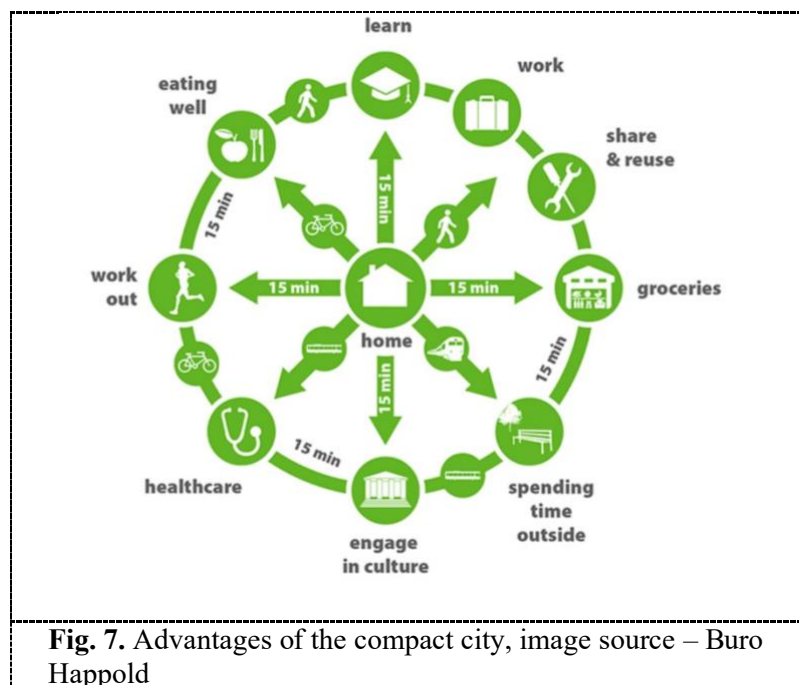 learn
work
eating
well
share
& reuse
15 min
15 min
work
out
15 min
15 min
groceries
home
15 min
15 min
healthcare
15 min
spending
time
outside
engage
in culture
Fig. 7. Advantages of the compact city, image source – Buro
Happold